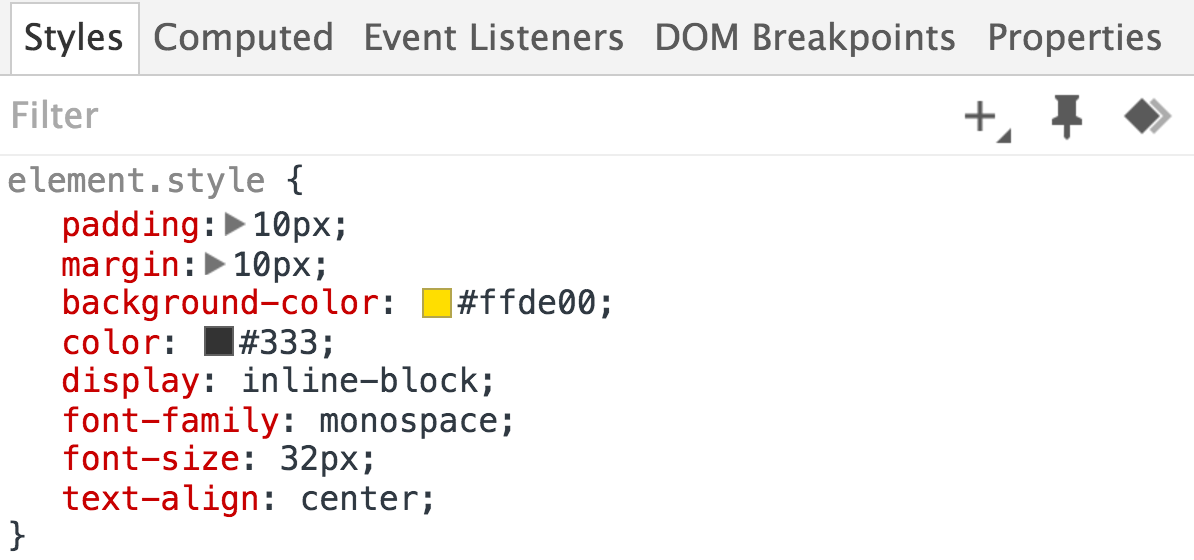 Styles Computed Event Listeners DOM Breakpoints Properties
Filter
element.style {
padding: 10px;
margin: 10px;
background-color: #ffde00;
color: #333;
display: inline-block;
font-family: monospace;
font-size: 32px;
text-align: center;
}